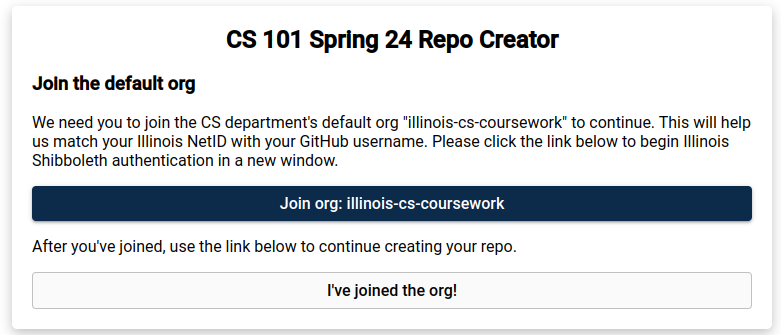 CS 101 Spring 24 Repo Creator
Join the default org
We need you to join the CS department's default org "illinois-cs-coursework" to continue. This will help
us match your Illinois NetID with your GitHub username. Please click the link below to begin Illinois
Shibboleth authentication in a new window.
Join org: illinois-cs-coursework
After you've joined, use the link below to continue creating your repo.
I've joined the org!